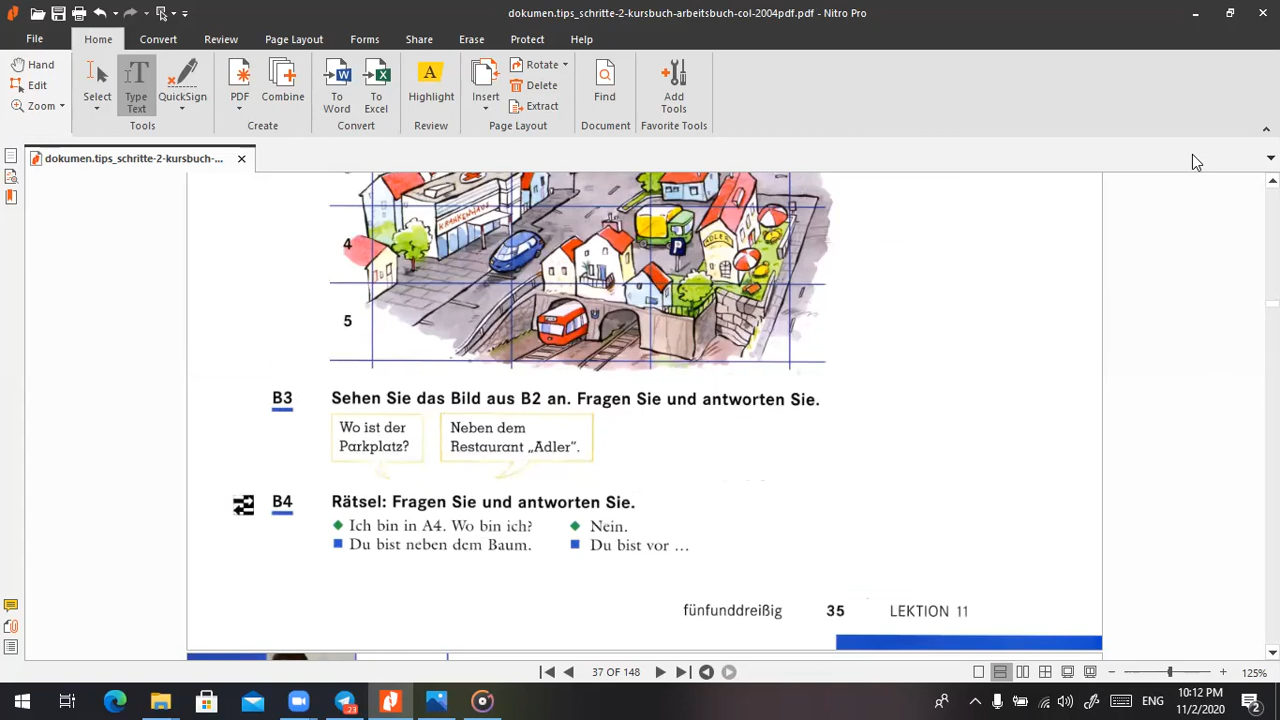 dokumen.tips_schritte-2-kursbuch-arbeitsbuch-col-2004pdf.pdf - Nitro Pro
File Home Convert Review Page Layout Forms Share Erase Protect Help
Hand
Edit
Zoom
Select
Type Text
QuickSign
Tools
PDF
Combine
Create
To Word
To Excel
Convert
Highlight
Review
Insert
Rotate
Delete
Extract
Page Layout
Find
Document
Add Tools
Favorite Tools
dokumen.tips_schritte-2-kursbuch-...
KRANKENHAUS
P
ADLER
4
U
5
B3 Sehen Sie das Bild aus B2 an. Fragen Sie und antworten Sie.
Wo ist der
Parkplatz?
Neben dem
Restaurant „Adler“.
B4 Rätsel: Fragen Sie und antworten Sie.
Ich bin in A4. Wo bin ich?
Du bist neben dem Baum.
Nein.
Du bist vor ...
fünfunddreißig 35 LEKTION 11
37 OF 148
125%
23
ENG
10:12 PM
11/2/2020
2